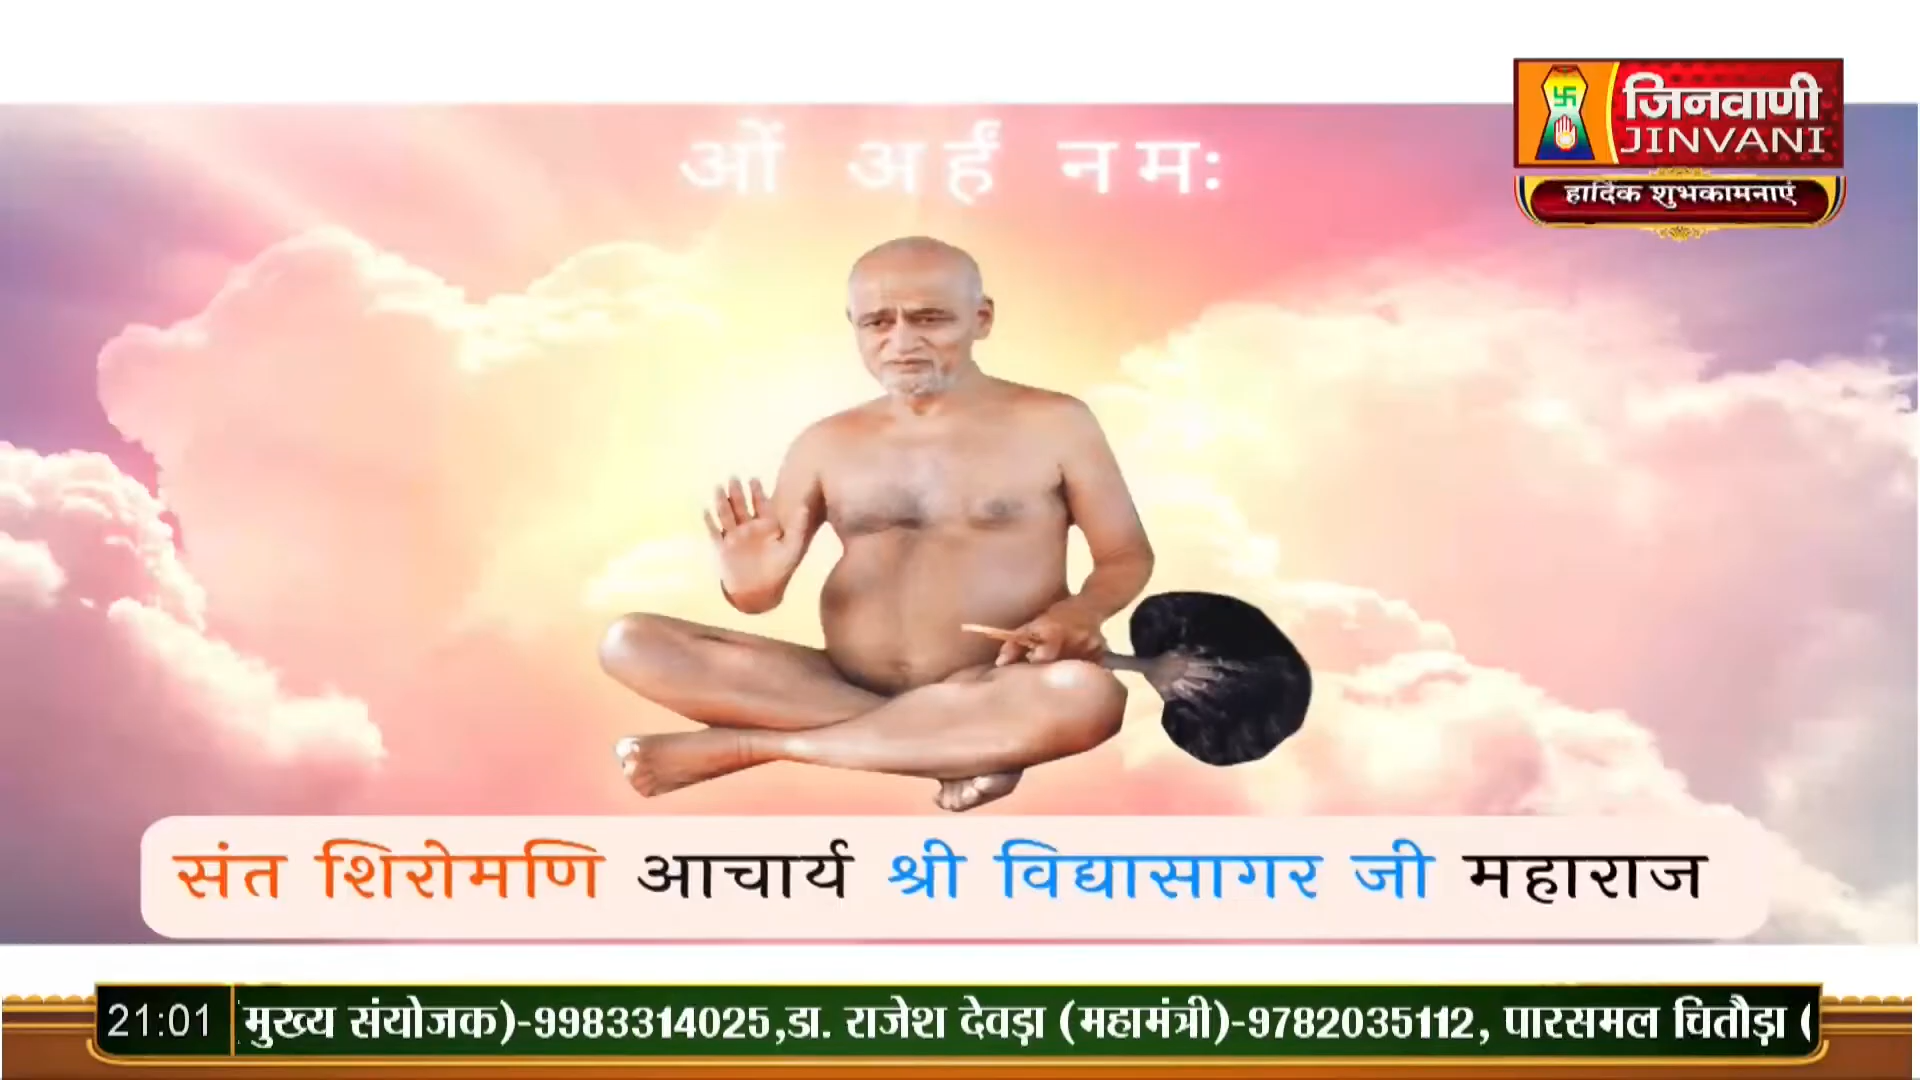 ओं अर्हं नमः
जिनवाणी
JINVANI
हार्दिक शुभकामनाएं
संत शिरोमणि आचार्य श्री विद्यासागर जी महाराज
21:01
मुख्य संयोजक)-9983314025,डा. राजेश देवड़ा (महामंत्री)-9782035112, पारसमल चितौड़ा (